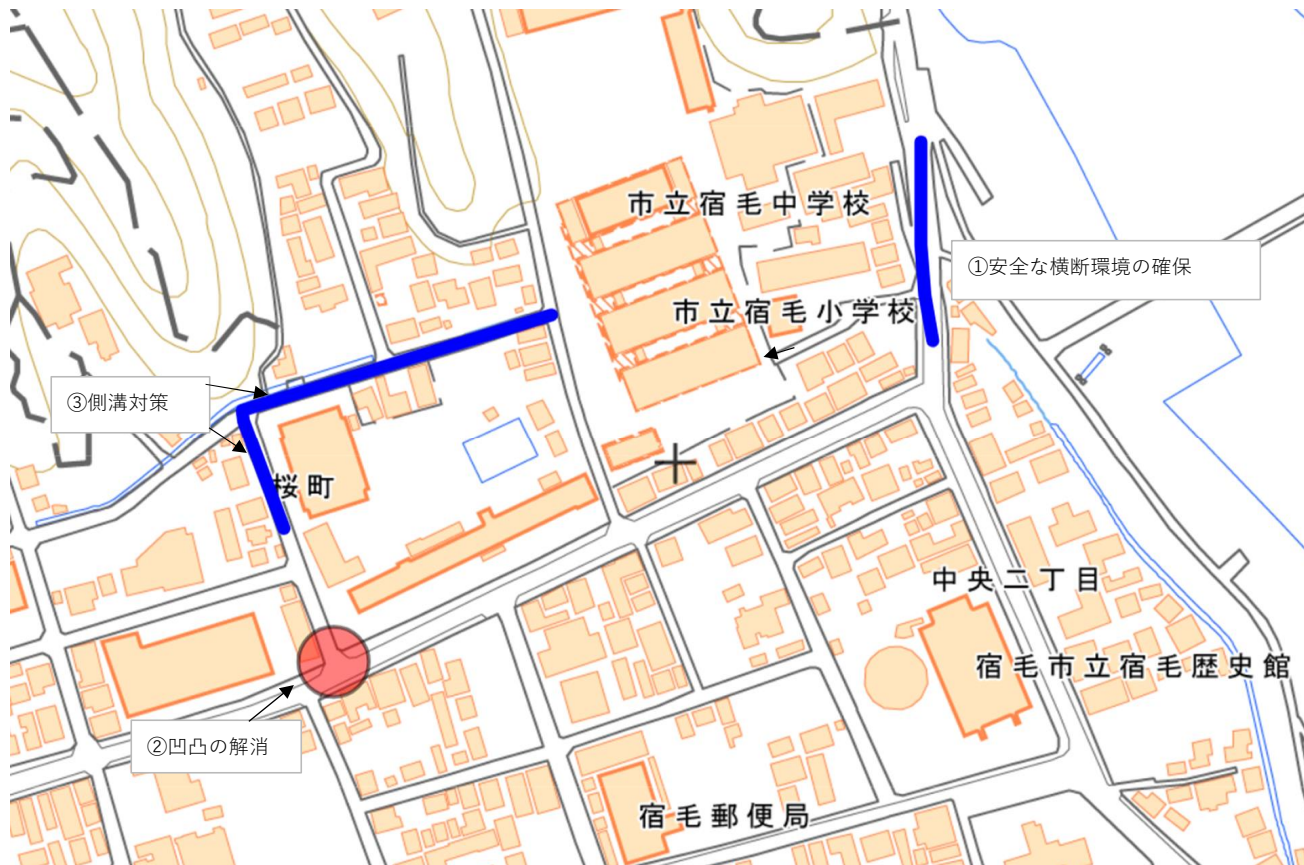 市立宿毛中学校
①安全な横断環境の確保
市立宿毛小学校
③側溝対策
桜町
中央二丁目
宿毛市立宿毛歴史館
②凹凸の解消
宿毛郵便局